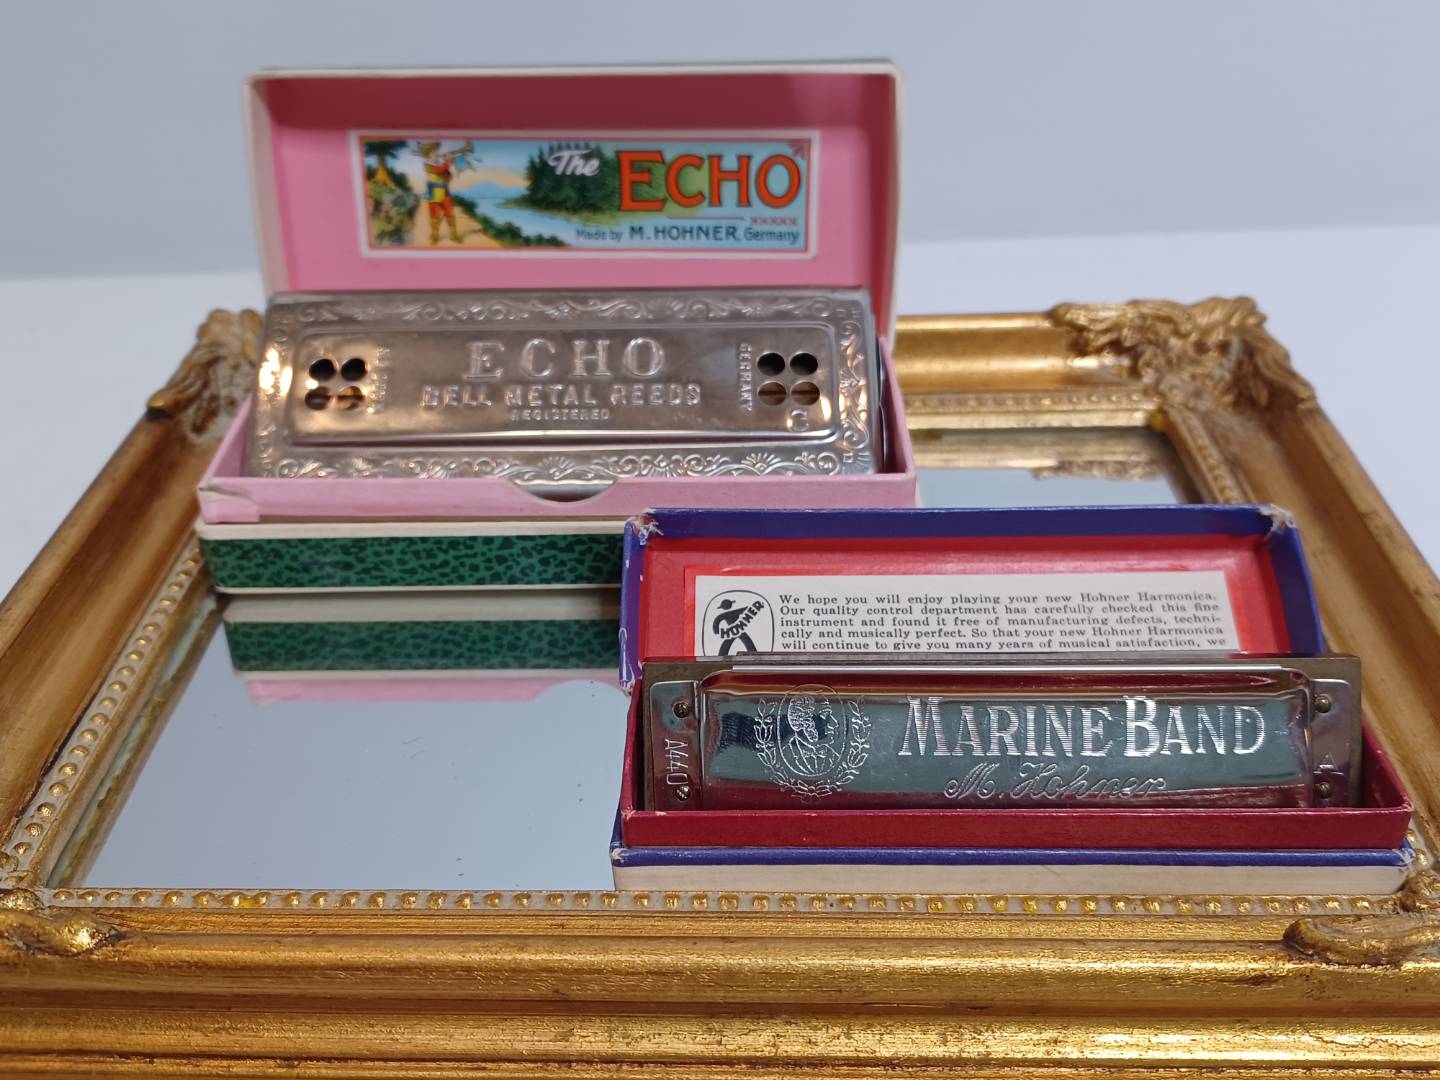 The ECHO
Made by M. HOHNER, Germany
ECHO
BELL METAL REEDS
REGISTERED
GERMANY
C
HOHNER
We hope you will enjoy playing your new Hohner Harmonica.
Our quality control department has carefully checked this fine
instrument and found it free of manufacturing defects, techni-
cally and musically perfect. So that your new Hohner Harmonica
will continue to give you many years of musical satisfaction, we
MARINE BAND
M. Hohner
A440
A